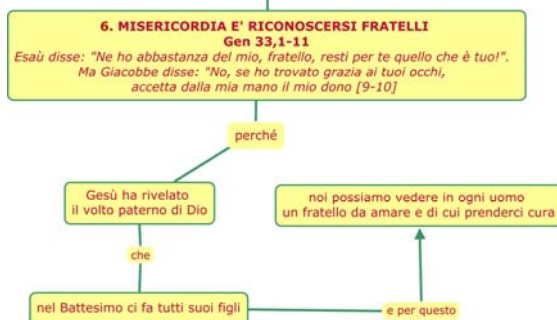 6. MISERICORDIA E' RICONOSCERSI FRATELLI
Gen 33,1-11
Esaù disse: "Ne ho abbastanza del mio, fratello, resti per te quello che è tuo!".
Ma Giacobbe disse: "No, se ho trovato grazia ai tuoi occhi,
accetta dalla mia mano il mio dono [9-10]
perché
Gesù ha rivelato
il volto paterno di Dio
che
nel Battesimo ci fa tutti suoi figli
e per questo
noi possiamo vedere in ogni uomo
un fratello da amare e di cui prenderci cura